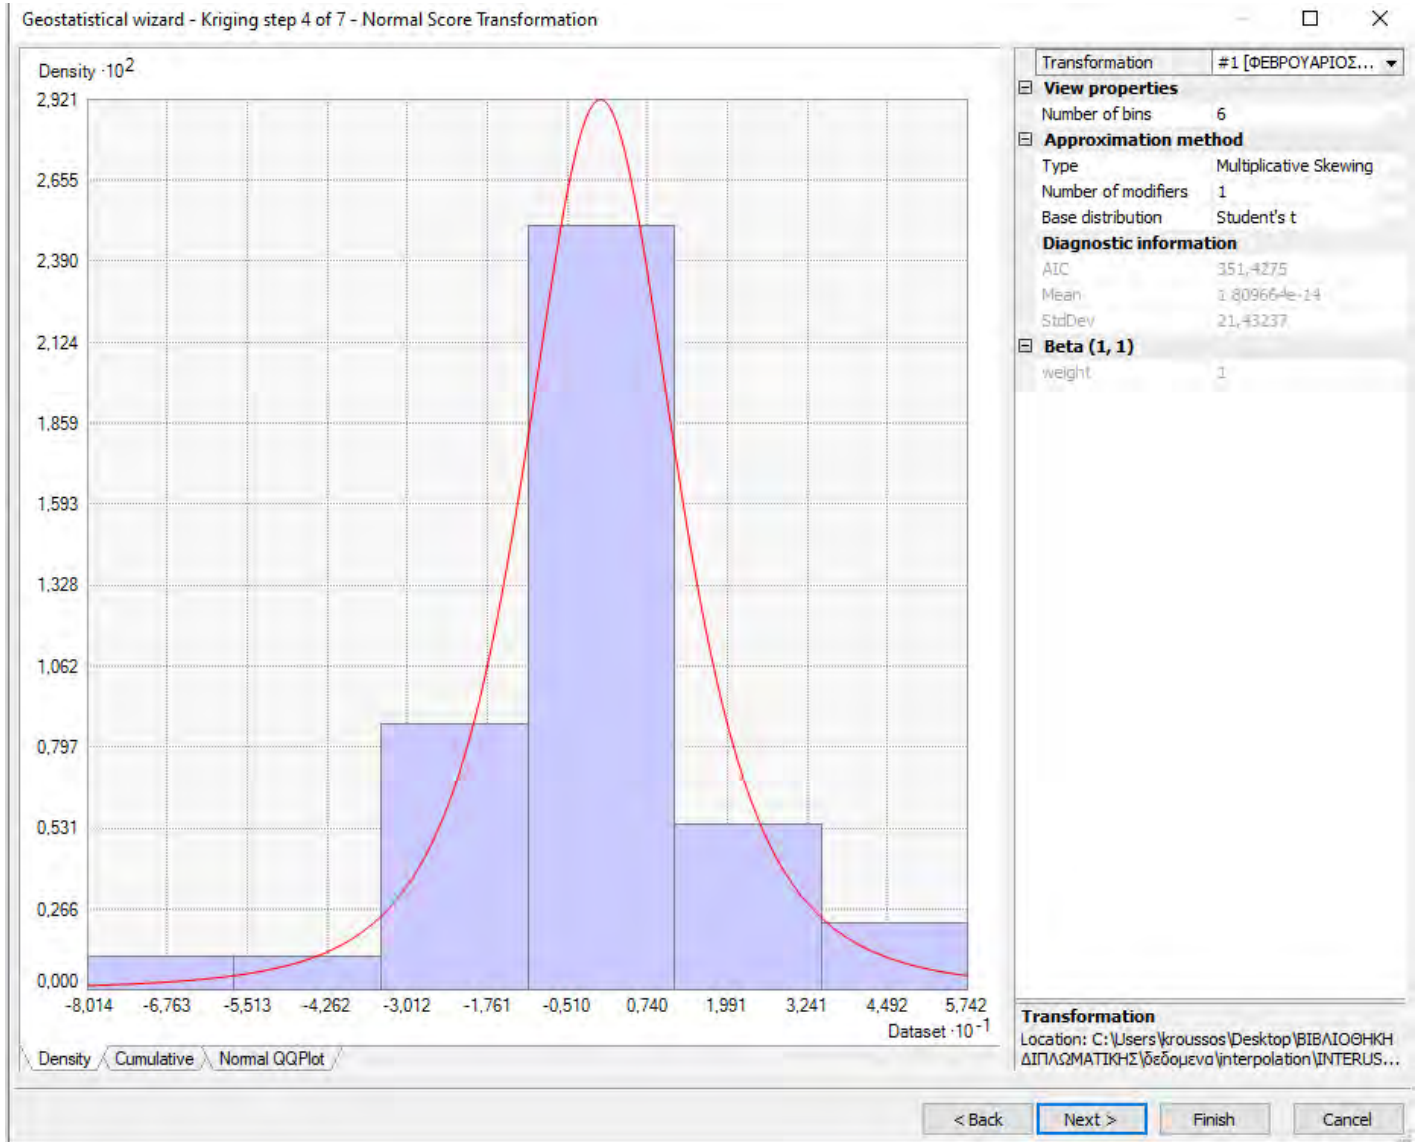 Geostatistical wizard - Kriging step 4 of 7 - Normal Score Transformation
Density ·10²
2,921
2,655
2,390
2,124
1,859
1,593
1,328
1,062
0,797
0,531
0,266
0,000
-8,014 -6,763 -5,513 -4,262 -3,012 -1,761 -0,510 0,740 1,991 3,241 4,492 5,742
Dataset ·10⁻¹
Density Cumulative Normal QQPlot
Transformation #1 [ΦΕΒΡΟΥΑΡΙΟΣ...
View properties
Number of bins 6
Approximation method
Type Multiplicative Skewing
Number of modifiers 1
Base distribution Student's t
Diagnostic information
AIC 351,4275
Mean 1.809664e-14
StdDev 21,43237
Beta (1, 1)
weight 1
Transformation
Location: C:\Users\kroussos\Desktop\ΒΙΒΛΙΟΘΗΚΗ
ΔΙΠΛΩΜΑΤΙΚΗΣ\δεδομενα\interpolation\INTERUS...
< Back Next > Finish Cancel